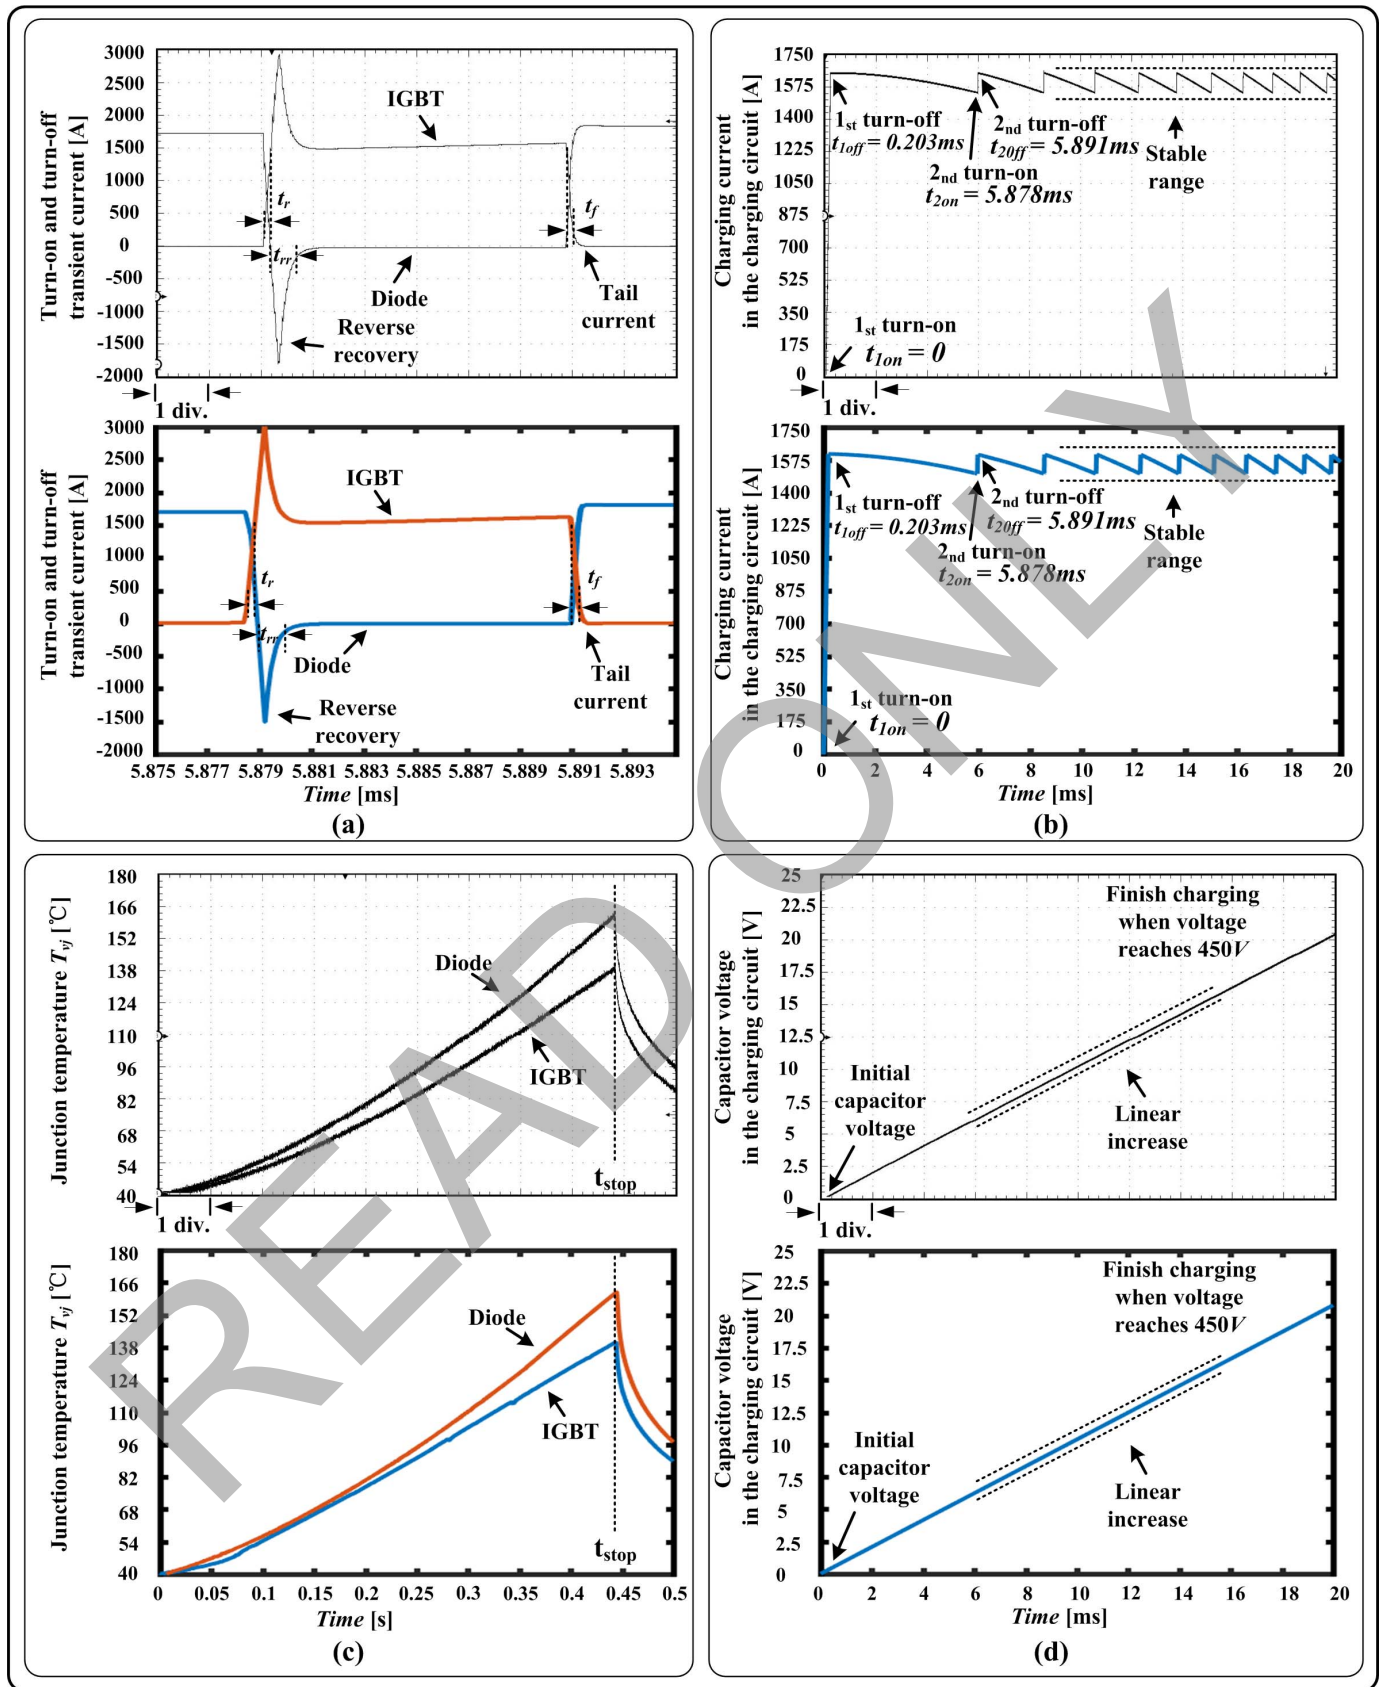 Turn-on and turn-off
transient current [A]
3000
2500
2000
1500
1000
500
0
-500
-1000
-1500
-2000
IGBT
t_r
t_rr
t_f
Diode
Reverse
recovery
Tail
current
1 div.
Turn-on and turn-off
transient current [A]
3000
2500
2000
1500
1000
500
0
-500
-1000
-1500
-2000
IGBT
t_r
t_rr
t_f
Diode
Reverse
recovery
Tail
current
5.875 5.877 5.879 5.881 5.883 5.885 5.887 5.889 5.891 5.893
Time [ms]
(a)
Charging current
in the charging circuit [A]
1750
1575
1400
1225
1050
875
700
525
350
175
0
1st turn-off
t1off = 0.203ms
2nd turn-off
t20ff = 5.891ms
2nd turn-on
t2on = 5.878ms
Stable
range
1st turn-on
t1on = 0
1 div.
Charging current
in the charging circuit [A]
1750
1575
1400
1225
1050
875
700
525
350
175
0
1st turn-off
t1off = 0.203ms
2nd turn-off
t20ff = 5.891ms
2nd turn-on
t2on = 5.878ms
Stable
range
1st turn-on
t1on = 0
0 2 4 6 8 10 12 14 16 18 20
Time [ms]
(b)
Junction temperature Tvj [℃]
180
166
152
138
124
110
96
82
68
54
40
Diode
IGBT
tstop
1 div.
Junction temperature Tvj [℃]
180
166
152
138
124
110
96
82
68
54
40
Diode
IGBT
tstop
0 0.05 0.1 0.15 0.2 0.25 0.3 0.35 0.4 0.45 0.5
Time [s]
(c)
Capacitor voltage
in the charging circuit [V]
25
22.5
20
17.5
15
12.5
10
7.5
5
2.5
0
Finish charging
when voltage
reaches 450V
Initial
capacitor
voltage
Linear
increase
1 div.
Capacitor voltage
in the charging circuit [V]
25
22.5
20
17.5
15
12.5
10
7.5
5
2.5
0
Finish charging
when voltage
reaches 450V
Initial
capacitor
voltage
Linear
increase
0 2 4 6 8 10 12 14 16 18 20
Time [ms]
(d)
READ ONLY